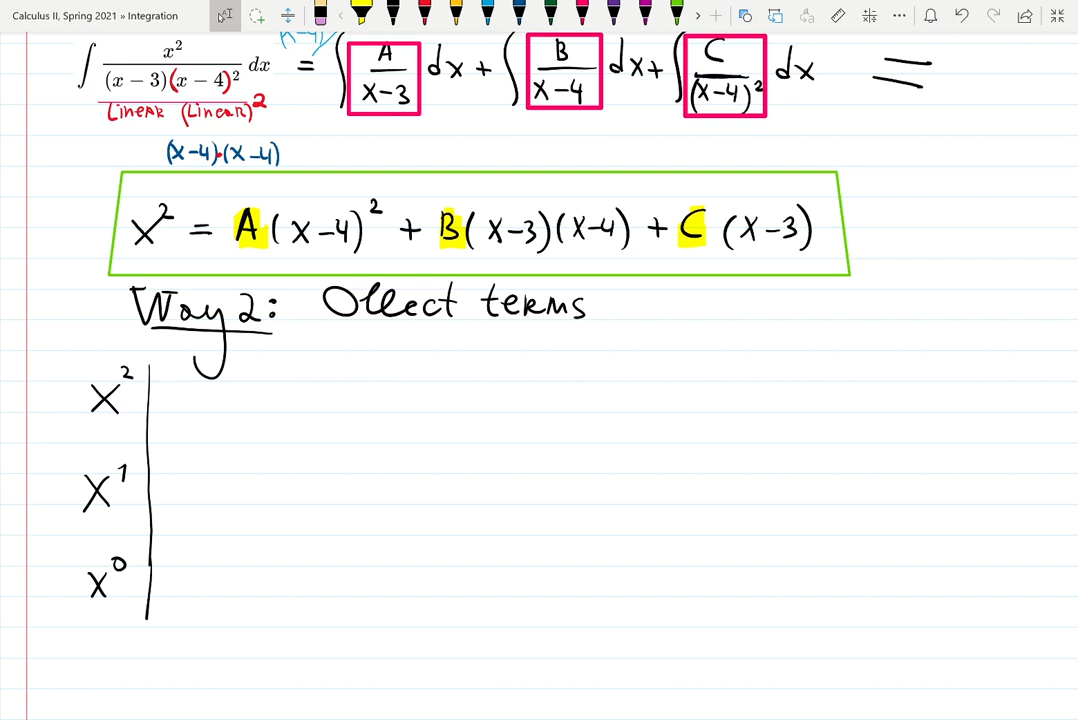 Calculus II, Spring 2021 » Integration
∫ x² / ((x − 3)(x − 4)²) dx = ∫ A/(x−3) dx + ∫ B/(x−4) dx + ∫ C/(x−4)² dx =
Linear (Linear)²
(x−4)·(x−4)
x² = A(x−4)² + B(x−3)(x−4) + C(x−3)
Way 2: Ollect terms
x²
x¹
x⁰